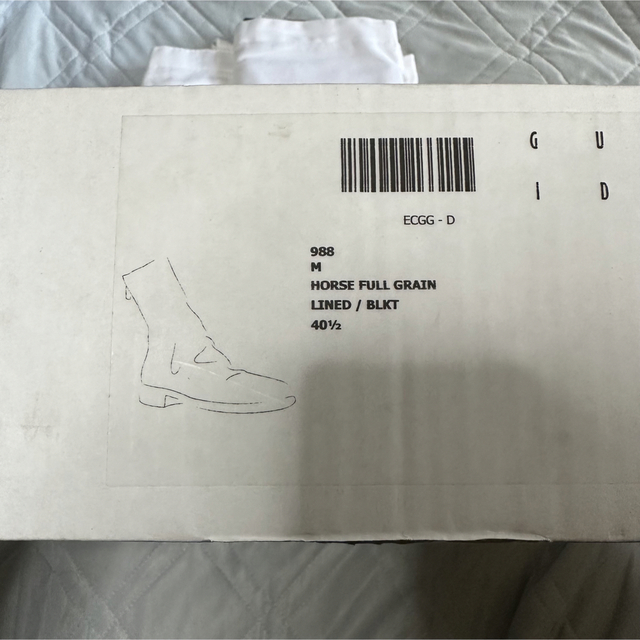 G U
I D
ECGG - D
988
M
HORSE FULL GRAIN
LINED / BLKT
40½